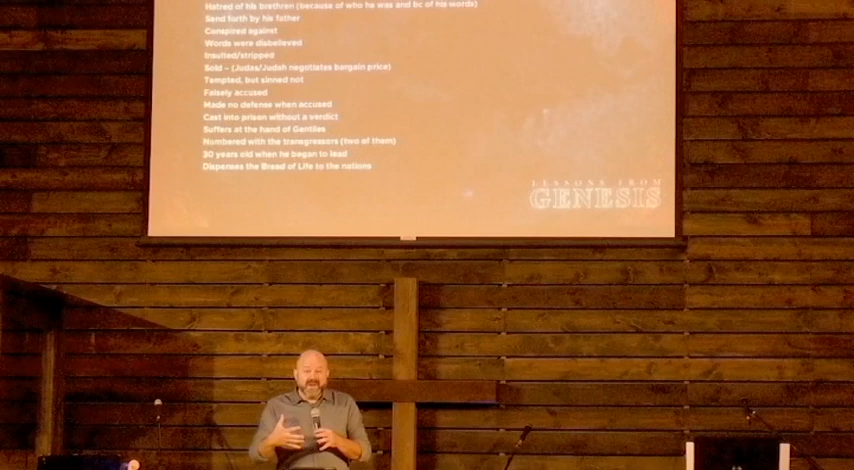 Hatred of his brethren (because of who he was and bc of his words)
Send forth by his father
Conspired against
Words were disbelieved
Insulted/stripped
Sold – (Judas/Judah negotiates bargain price)
Tempted, but sinned not
Falsely accused
Made no defense when accused
Cast into prison without a verdict
Suffers at the hand of Gentiles
Numbered with the transgressors (two of them)
30 years old when he began to lead
Dispenses the Bread of Life to the nations
LESSONS FROM
GENESIS